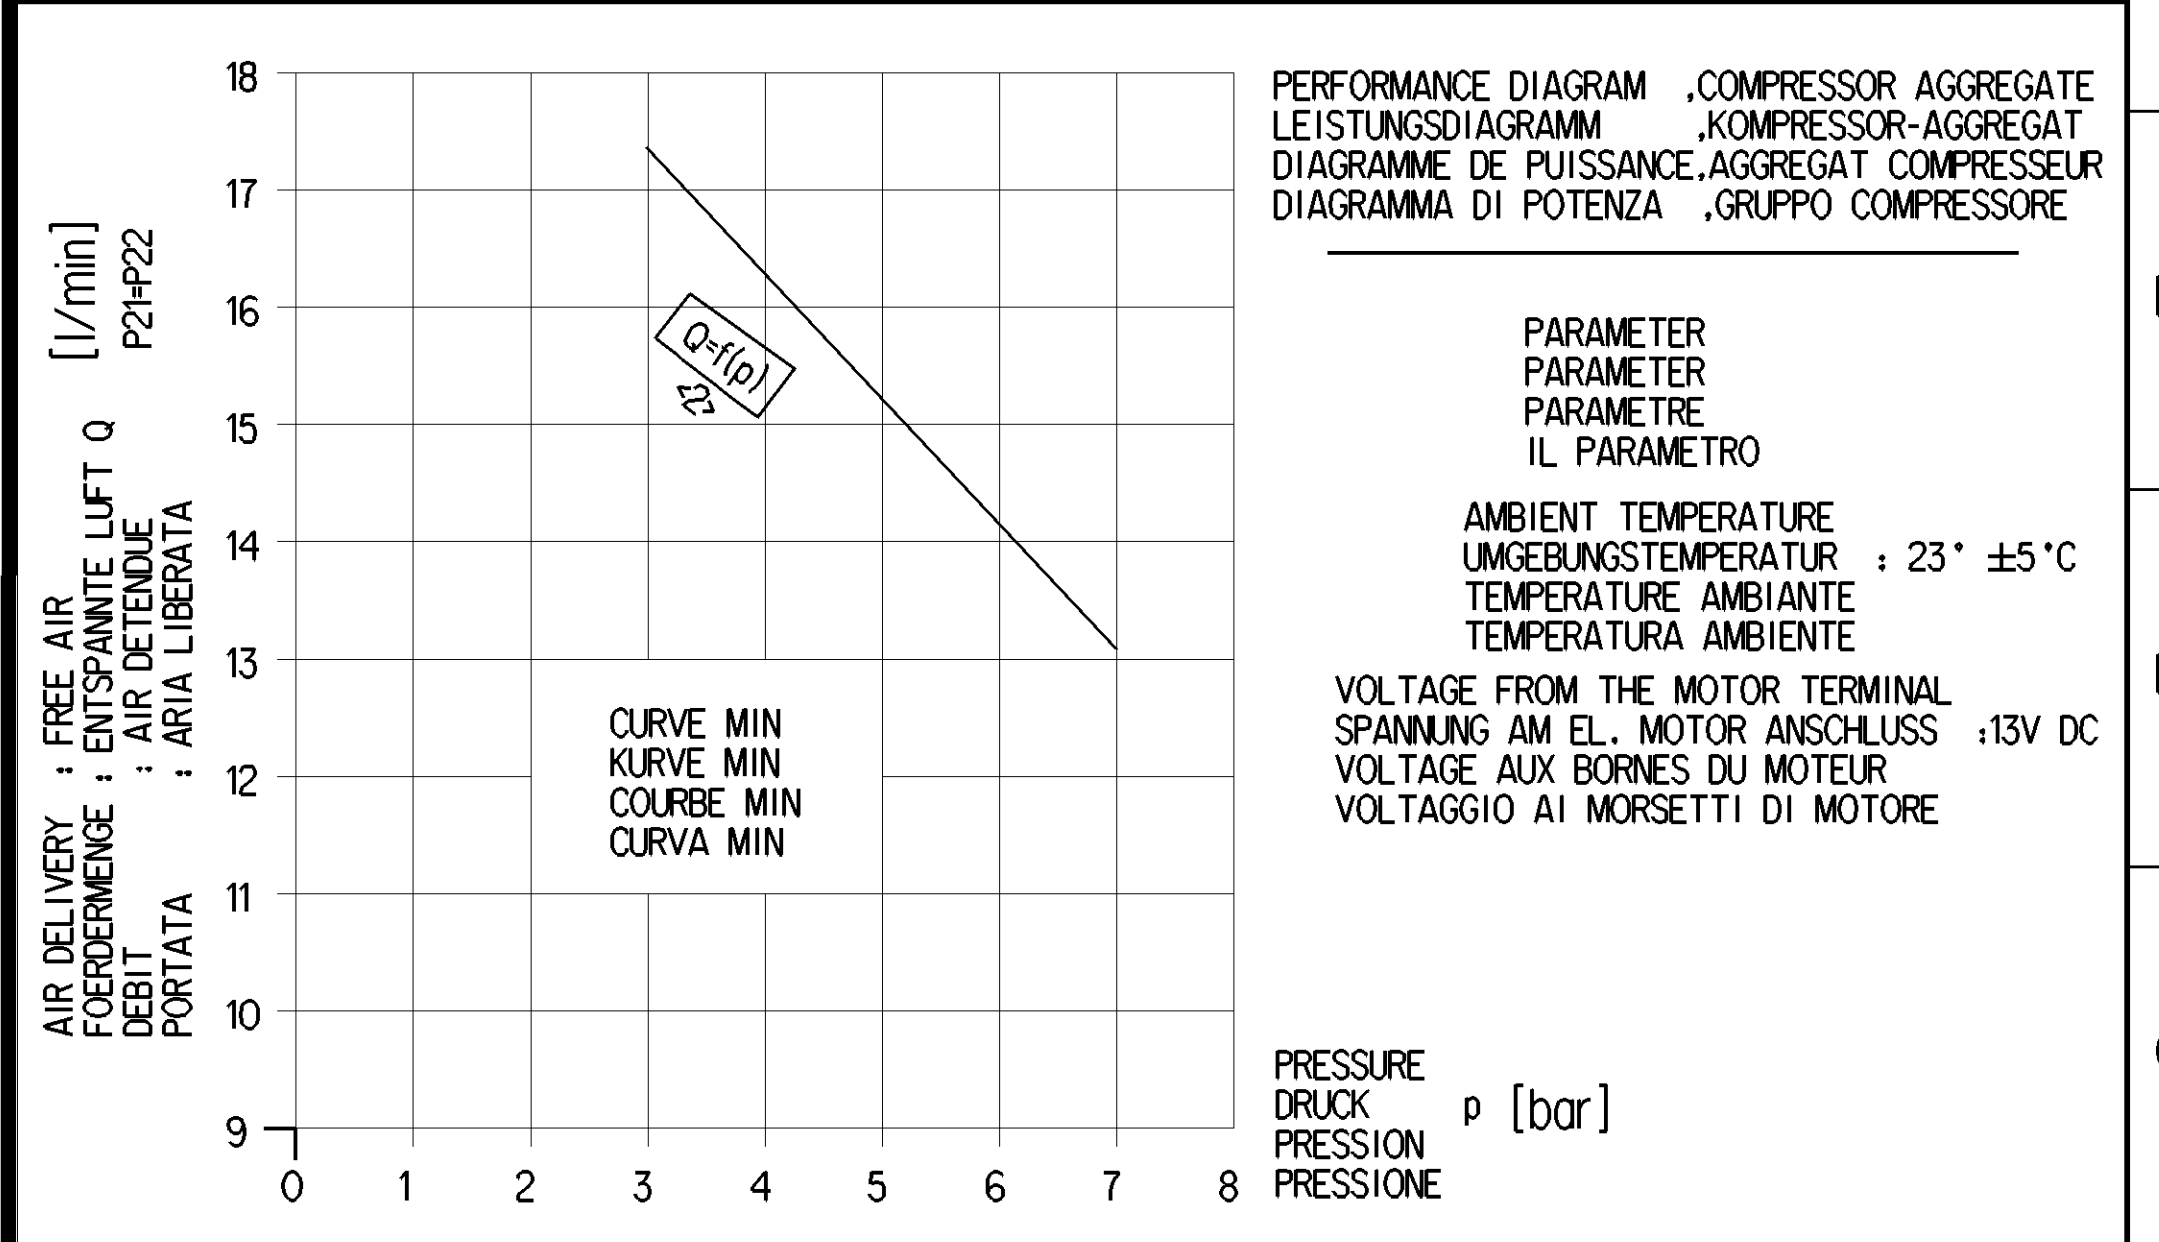 18
17
16
15
14
13
12
11
10
9
0 1 2 3 4 5 6 7 8
[l/min]
P21=P22
AIR DELIVERY : FREE AIR
FOERDERMENGE : ENTSPANNTE LUFT Q
DEBIT : AIR DETENDUE
PORTATA : ARIA LIBERATA
Q=f(p)
CURVE MIN
KURVE MIN
COURBE MIN
CURVA MIN
PERFORMANCE DIAGRAM ,COMPRESSOR AGGREGATE
LEISTUNGSDIAGRAMM ,KOMPRESSOR-AGGREGAT
DIAGRAMME DE PUISSANCE,AGGREGAT COMPRESSEUR
DIAGRAMMA DI POTENZA ,GRUPPO COMPRESSORE
PARAMETER
PARAMETER
PARAMETRE
IL PARAMETRO
AMBIENT TEMPERATURE
UMGEBUNGSTEMPERATUR : 23° ±5°C
TEMPERATURE AMBIANTE
TEMPERATURA AMBIENTE
VOLTAGE FROM THE MOTOR TERMINAL
SPANNUNG AM EL. MOTOR ANSCHLUSS :13V DC
VOLTAGE AUX BORNES DU MOTEUR
VOLTAGGIO AI MORSETTI DI MOTORE
PRESSURE
DRUCK p [bar]
PRESSION
PRESSIONE